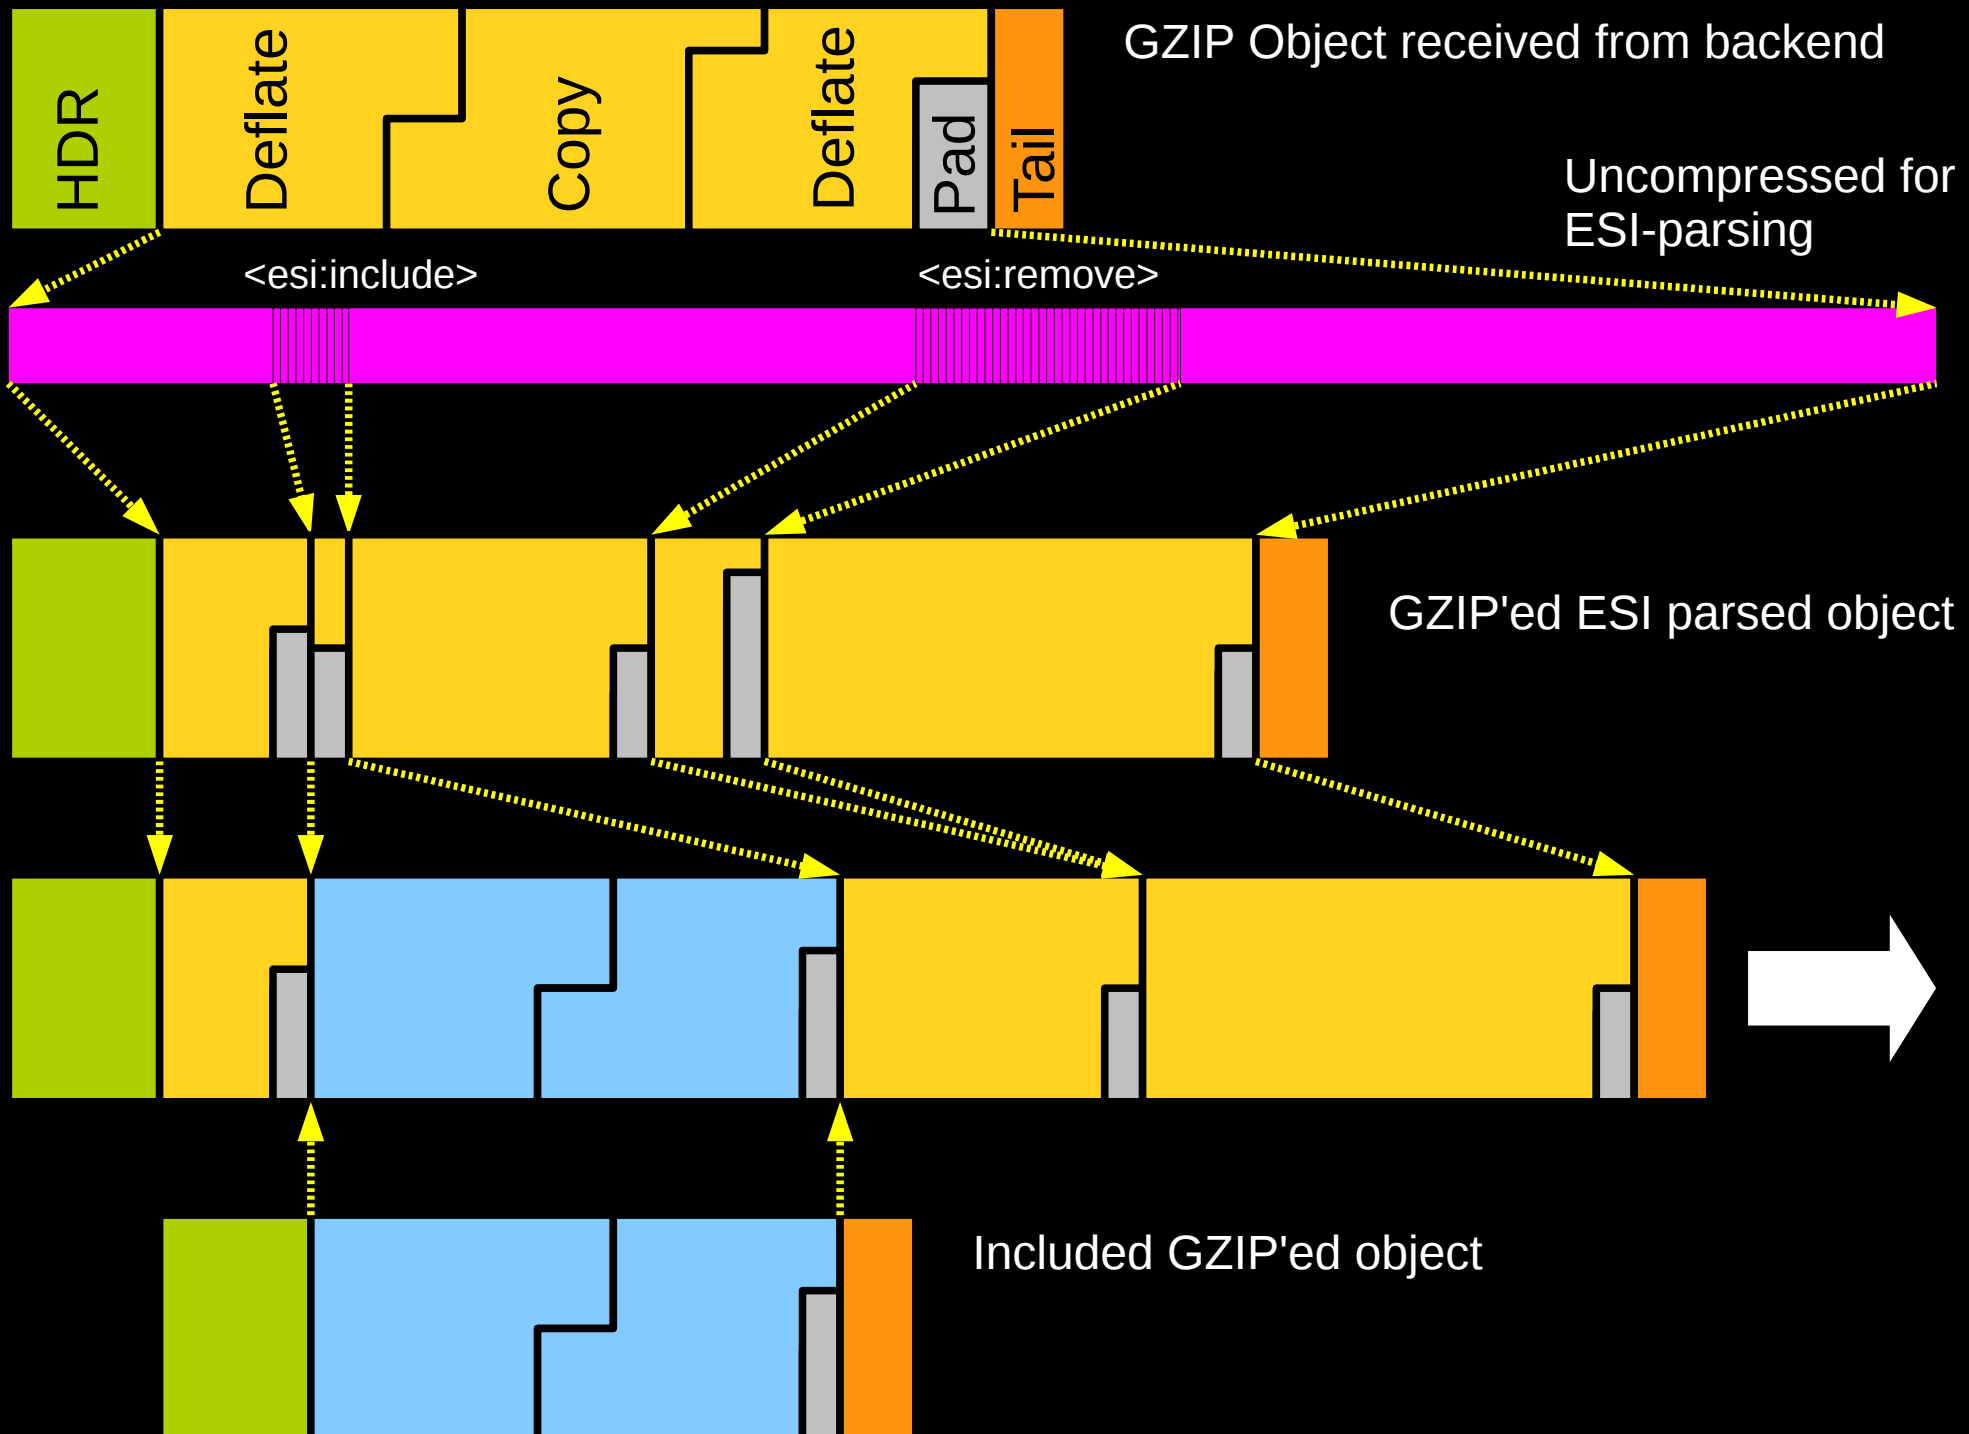 HDR
Deflate
Copy
Deflate
Pad
Tail
GZIP Object received from backend
Uncompressed for
ESI-parsing
<esi:include>
<esi:remove>
GZIP'ed ESI parsed object
Included GZIP'ed object